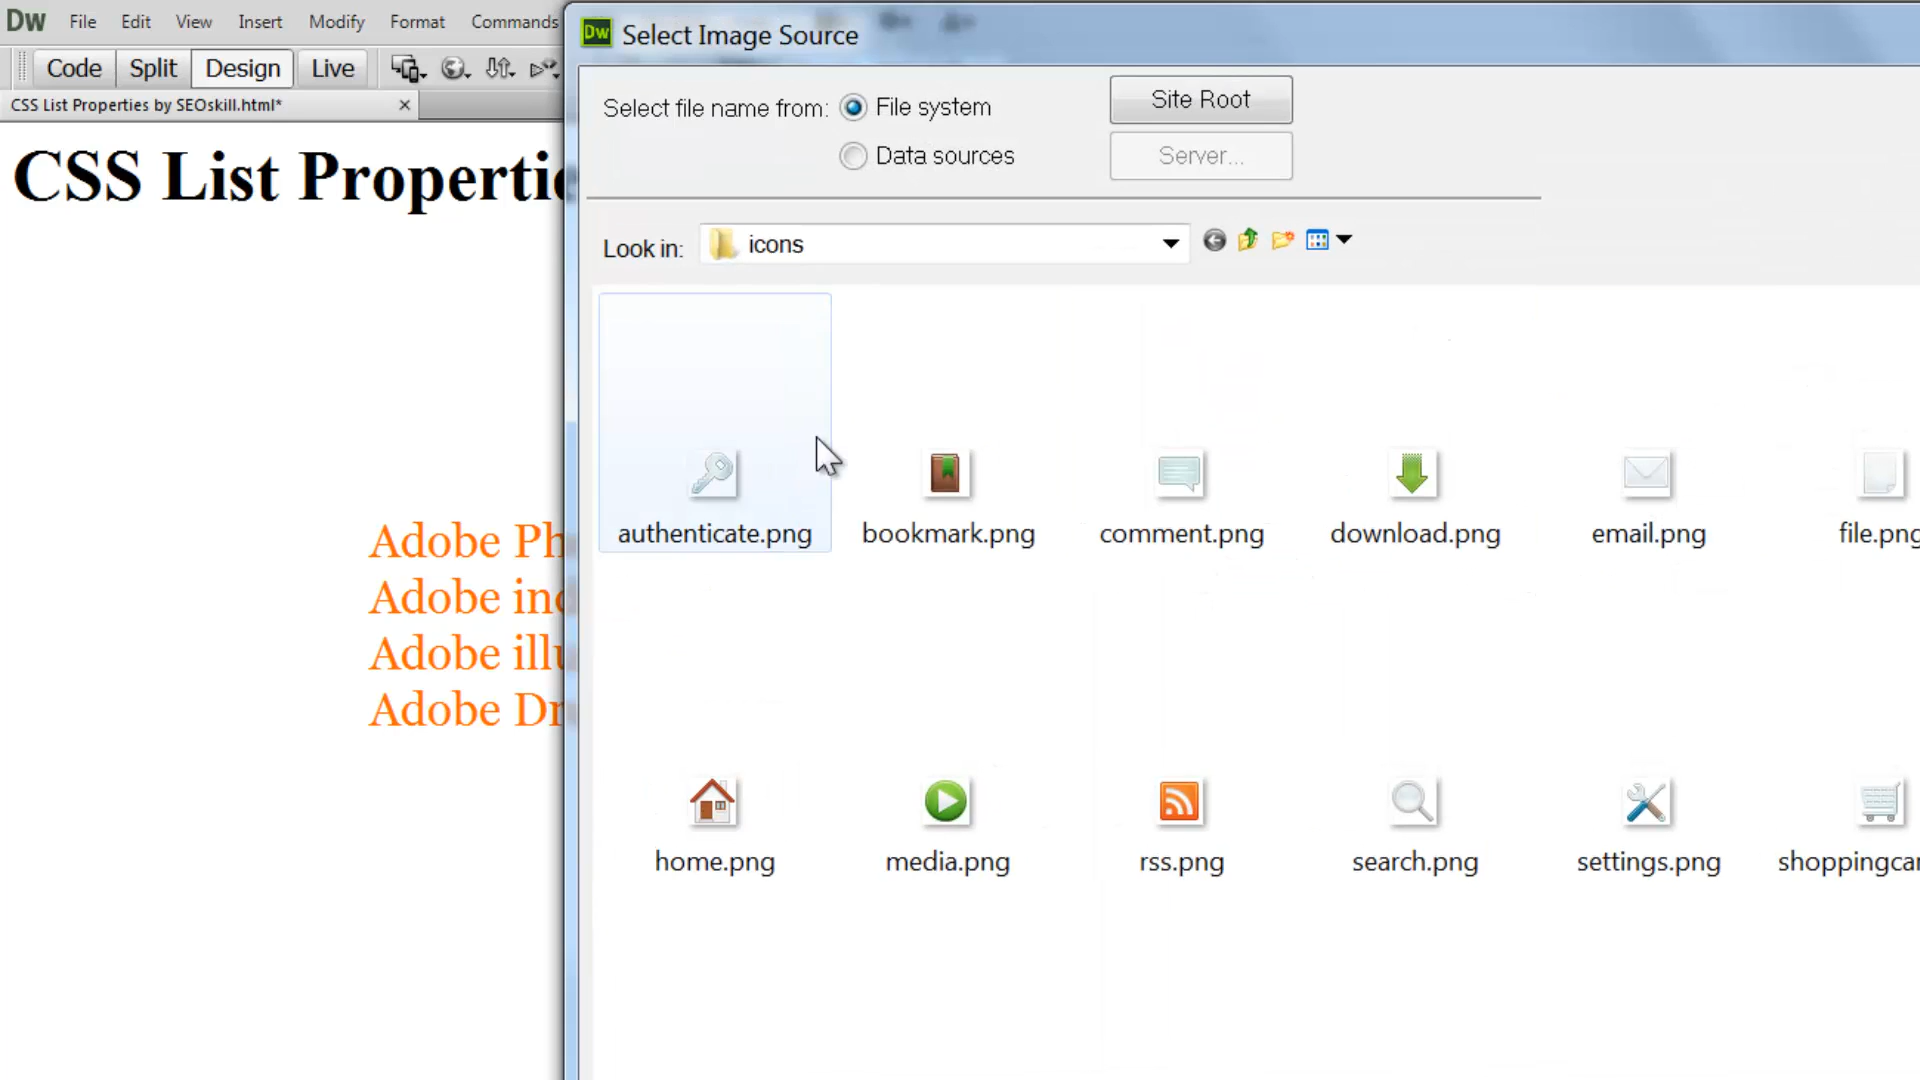 Dw File Edit View Insert Modify Format Commands
Code Split Design Live
CSS List Properties by SEOskill.html*
CSS List Properti
Adobe Ph
Adobe in
Adobe illu
Adobe Dr
Dw Select Image Source
Select file name from: File system
Data sources
Site Root
Server...
Look in: icons
authenticate.png bookmark.png comment.png download.png email.png file.png
home.png media.png rss.png search.png settings.png shoppingcar